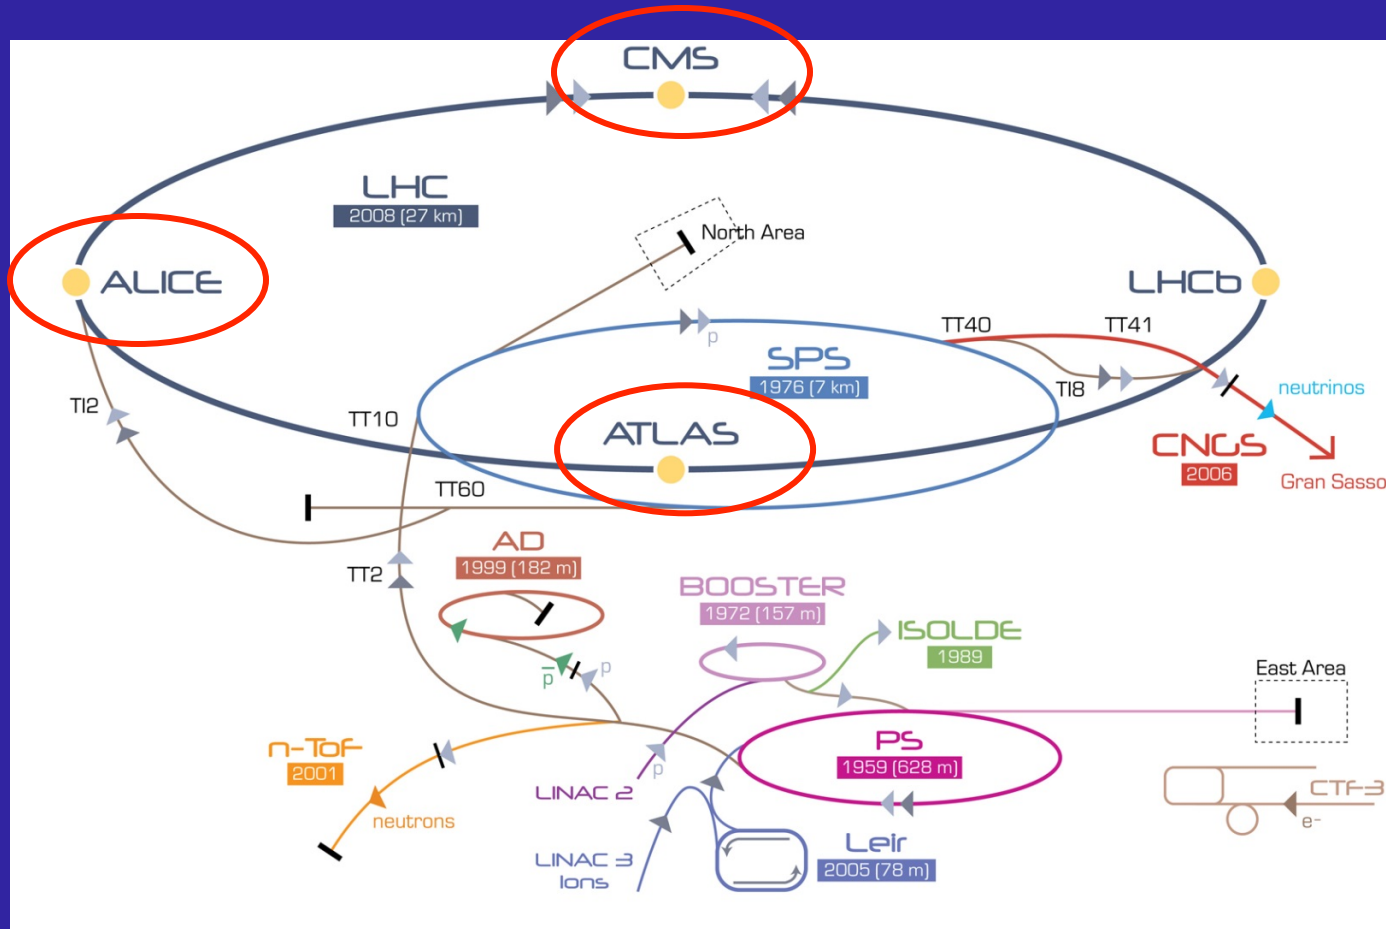 CMS
LHC
2008 (27 km)
North Area
ALICE
LHCb
TT40
TT41
p
SPS
1976 (7 km)
TI8
neutrinos
TI2
TT10
ATLAS
CNGS
2006
Gran Sasso
TT60
AD
1999 (182 m)
TT2
BOOSTER
1972 (157 m)
ISOLDE
1989
p̅
p
East Area
n-ToF
2001
PS
1959 (628 m)
p
LINAC 2
neutrons
CTF-3
e-
Leir
2005 (78 m)
LINAC 3
Ions